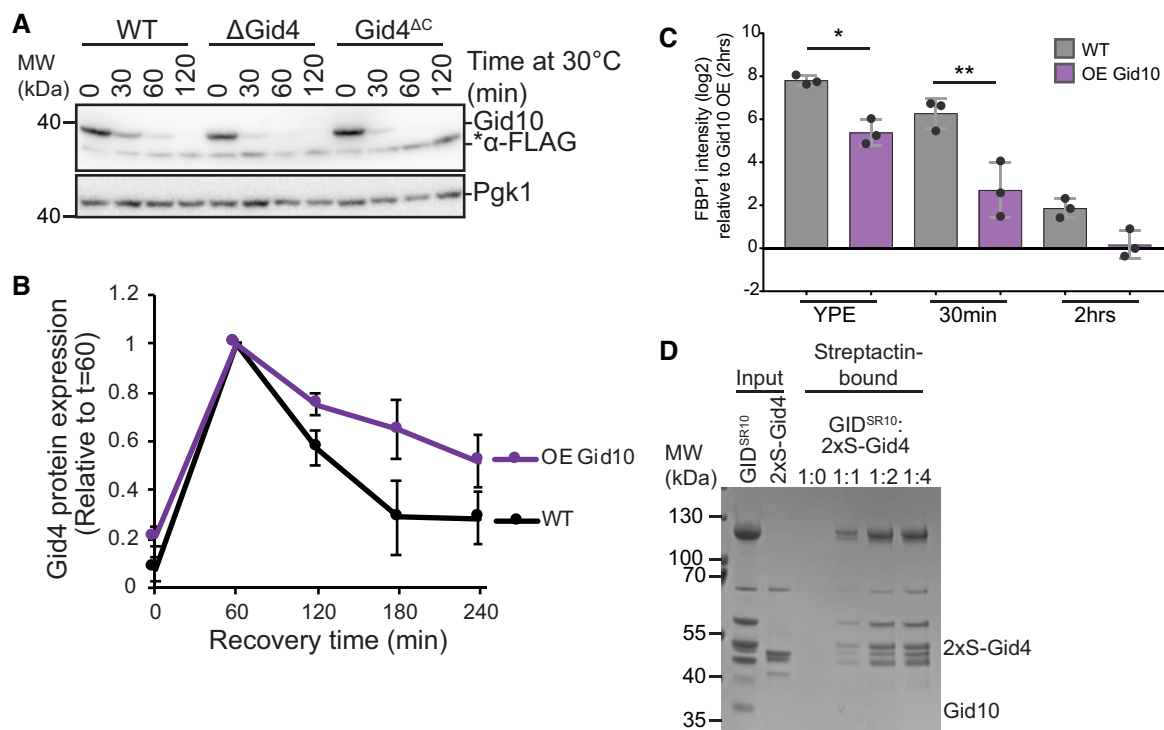 A
WT ΔGid4 Gid4ΔC
MW (kDa)
0 30 60 120 0 30 60 120 0 30 60 120
Time at 30°C (min)
40
Gid10
*α-FLAG
Pgk1
40
B
Gid4 protein expression
(Relative to t=60)
1.2
1
0.8
0.6
0.4
0.2
0
0 60 120 180 240
Recovery time (min)
OE Gid10
WT
C
FBP1 intensity (log2)
relative to Gid10 OE (2hrs)
10
8
6
4
2
0
-2
* **
WT
OE Gid10
YPE 30min 2hrs
D
Streptactin-
bound
Input
GIDSR10:
2xS-Gid4
MW
(kDa)
GIDSR10
2xS-Gid4
1:0 1:1 1:2 1:4
130
100
70
55
40
35
2xS-Gid4
Gid10